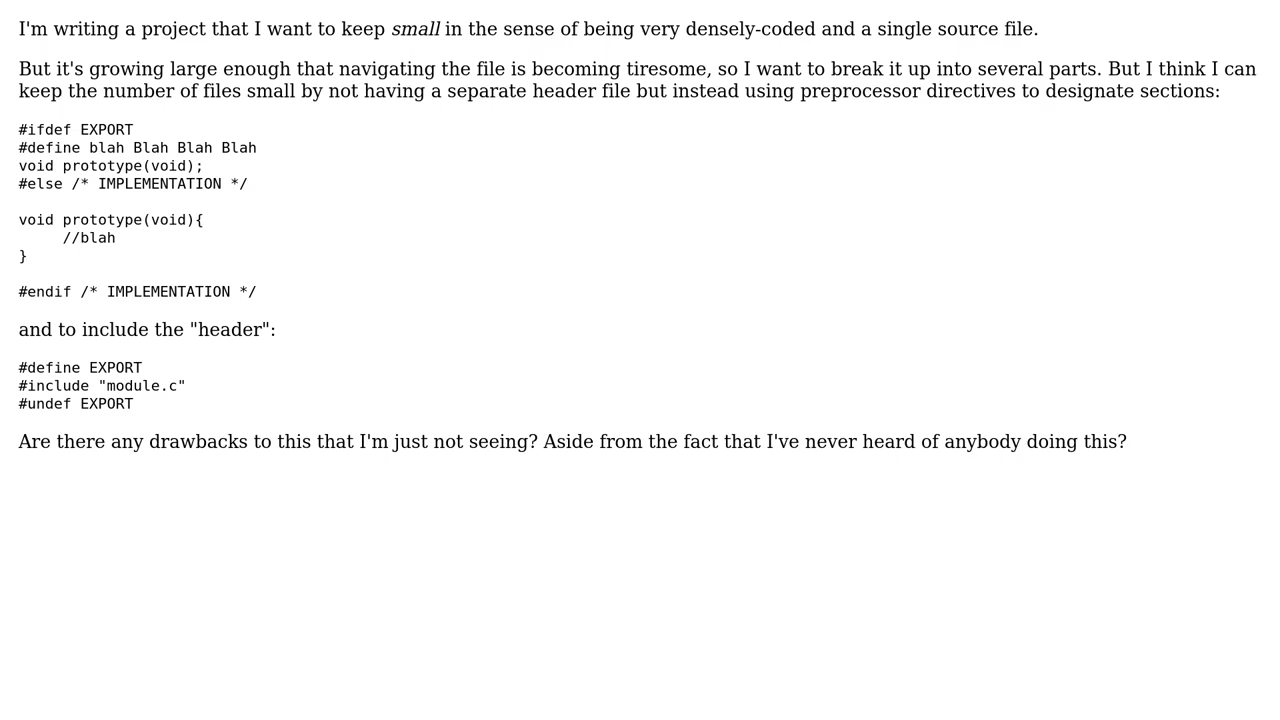 I'm writing a project that I want to keep small in the sense of being very densely-coded and a single source file.
But it's growing large enough that navigating the file is becoming tiresome, so I want to break it up into several parts. But I think I can
keep the number of files small by not having a separate header file but instead using preprocessor directives to designate sections:
#ifdef EXPORT
#define blah Blah Blah Blah
void prototype(void);
#else /* IMPLEMENTATION */
void prototype(void){
     //blah
}
#endif /* IMPLEMENTATION */
and to include the "header":
#define EXPORT
#include "module.c"
#undef EXPORT
Are there any drawbacks to this that I'm just not seeing? Aside from the fact that I've never heard of anybody doing this?